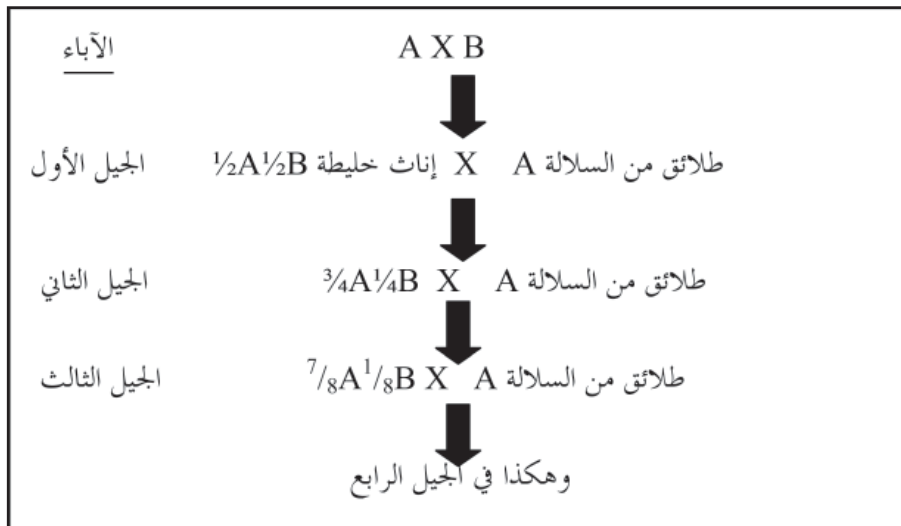 الآباء A X B
الجيل الأول ½A½B إناث خليطة X A طلائق من السلالة
الجيل الثاني ¾A¼B X A طلائق من السلالة
الجيل الثالث ⁷/₈A¹/₈B X A طلائق من السلالة
وهكذا في الجيل الرابع